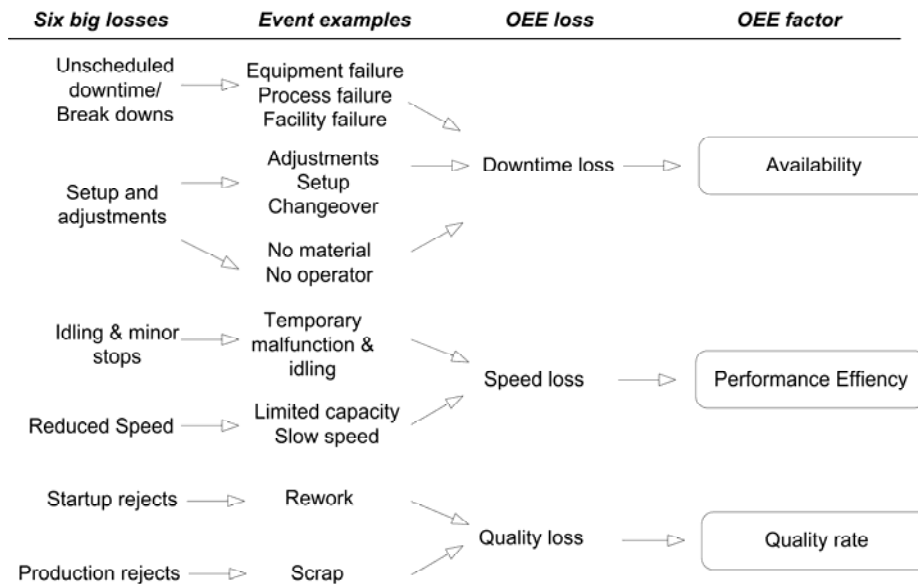 Six big losses
Event examples
OEE loss
OEE factor
Unscheduled
downtime/
Break downs
Equipment failure
Process failure
Facility failure
Setup and
adjustments
Adjustments
Setup
Changeover
No material
No operator
Downtime loss
Availability
Idling & minor
stops
Temporary
malfunction &
idling
Reduced Speed
Limited capacity
Slow speed
Speed loss
Performance Effiency
Startup rejects
Rework
Production rejects
Scrap
Quality loss
Quality rate